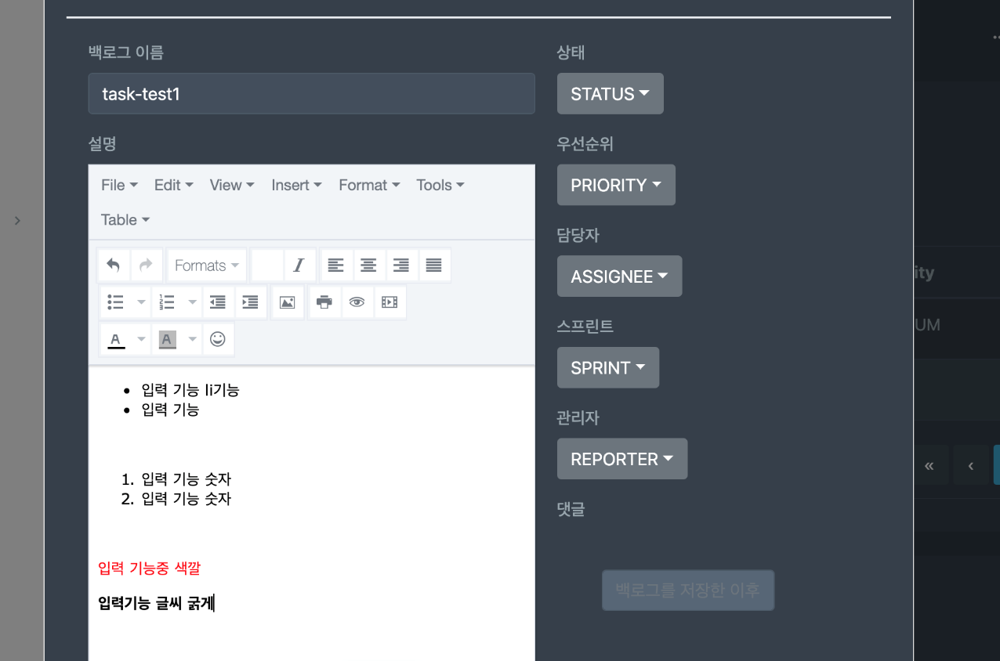 백로그 이름
task-test1
설명
File Edit View Insert Format Tools
Table
Formats I
A A
• 입력 기능 li기능
• 입력 기능
1. 입력 기능 숫자
2. 입력 기능 숫자
입력 기능중 색깔
입력기능 글씨 굵게
상태
STATUS
우선순위
PRIORITY
담당자
ASSIGNEE
스프린트
SPRINT
관리자
REPORTER
댓글
백로그를 저장한 이후
ity
UM
« ‹